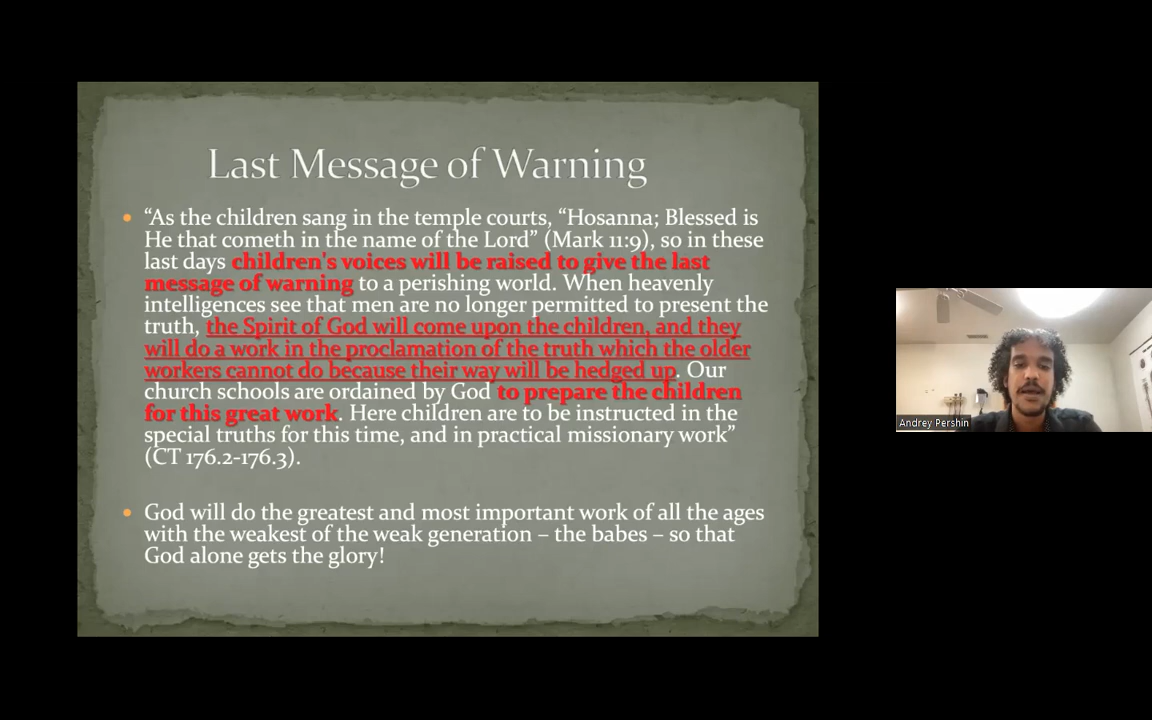 Last Message of Warning
“As the children sang in the temple courts, “Hosanna; Blessed is
He that cometh in the name of the Lord” (Mark 11:9), so in these
last days children's voices will be raised to give the last
message of warning to a perishing world. When heavenly
intelligences see that men are no longer permitted to present the
truth, the Spirit of God will come upon the children, and they
will do a work in the proclamation of the truth which the older
workers cannot do because their way will be hedged up. Our
church schools are ordained by God to prepare the children
for this great work. Here children are to be instructed in the
special truths for this time, and in practical missionary work”
(CT 176.2-176.3).
God will do the greatest and most important work of all the ages
with the weakest of the weak generation – the babes – so that
God alone gets the glory!
Andrey Pershin